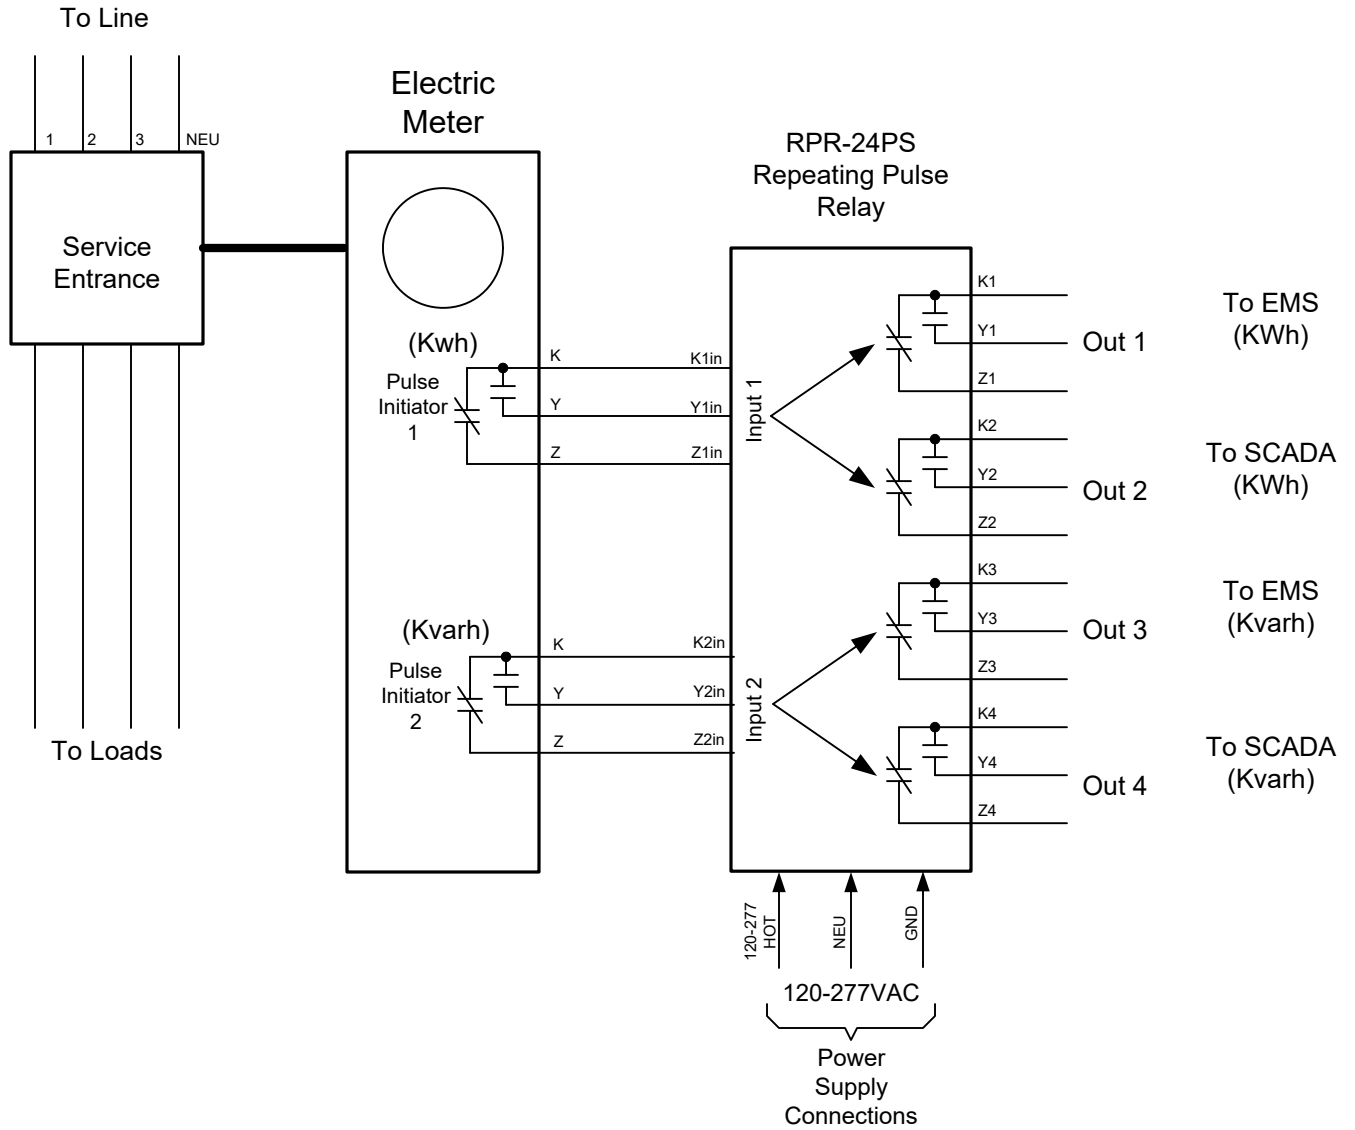 To Line
1 2 3 NEU
Service
Entrance
To Loads
Electric
Meter
(Kwh)
Pulse
Initiator
1
K
Y
Z
(Kvarh)
Pulse
Initiator
2
K
Y
Z
K1in
Y1in
Z1in
K2in
Y2in
Z2in
RPR-24PS
Repeating Pulse
Relay
Input 1
Input 2
K1
Y1
Z1
Out 1
To EMS
(KWh)
K2
Y2
Z2
Out 2
To SCADA
(KWh)
K3
Y3
Z3
Out 3
To EMS
(Kvarh)
K4
Y4
Z4
Out 4
To SCADA
(Kvarh)
120-277
HOT
NEU
GND
120-277VAC
Power
Supply
Connections